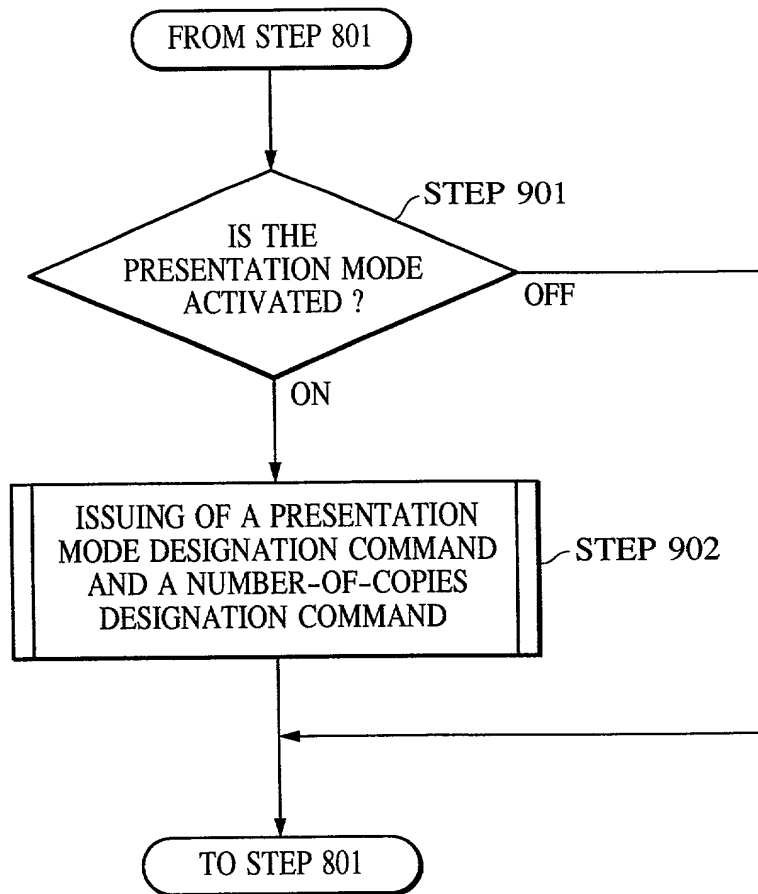 FROM STEP 801
STEP 901
IS THE
PRESENTATION MODE
ACTIVATED ?
OFF
ON
ISSUING OF A PRESENTATION
MODE DESIGNATION COMMAND
AND A NUMBER-OF-COPIES
DESIGNATION COMMAND
STEP 902
TO STEP 801